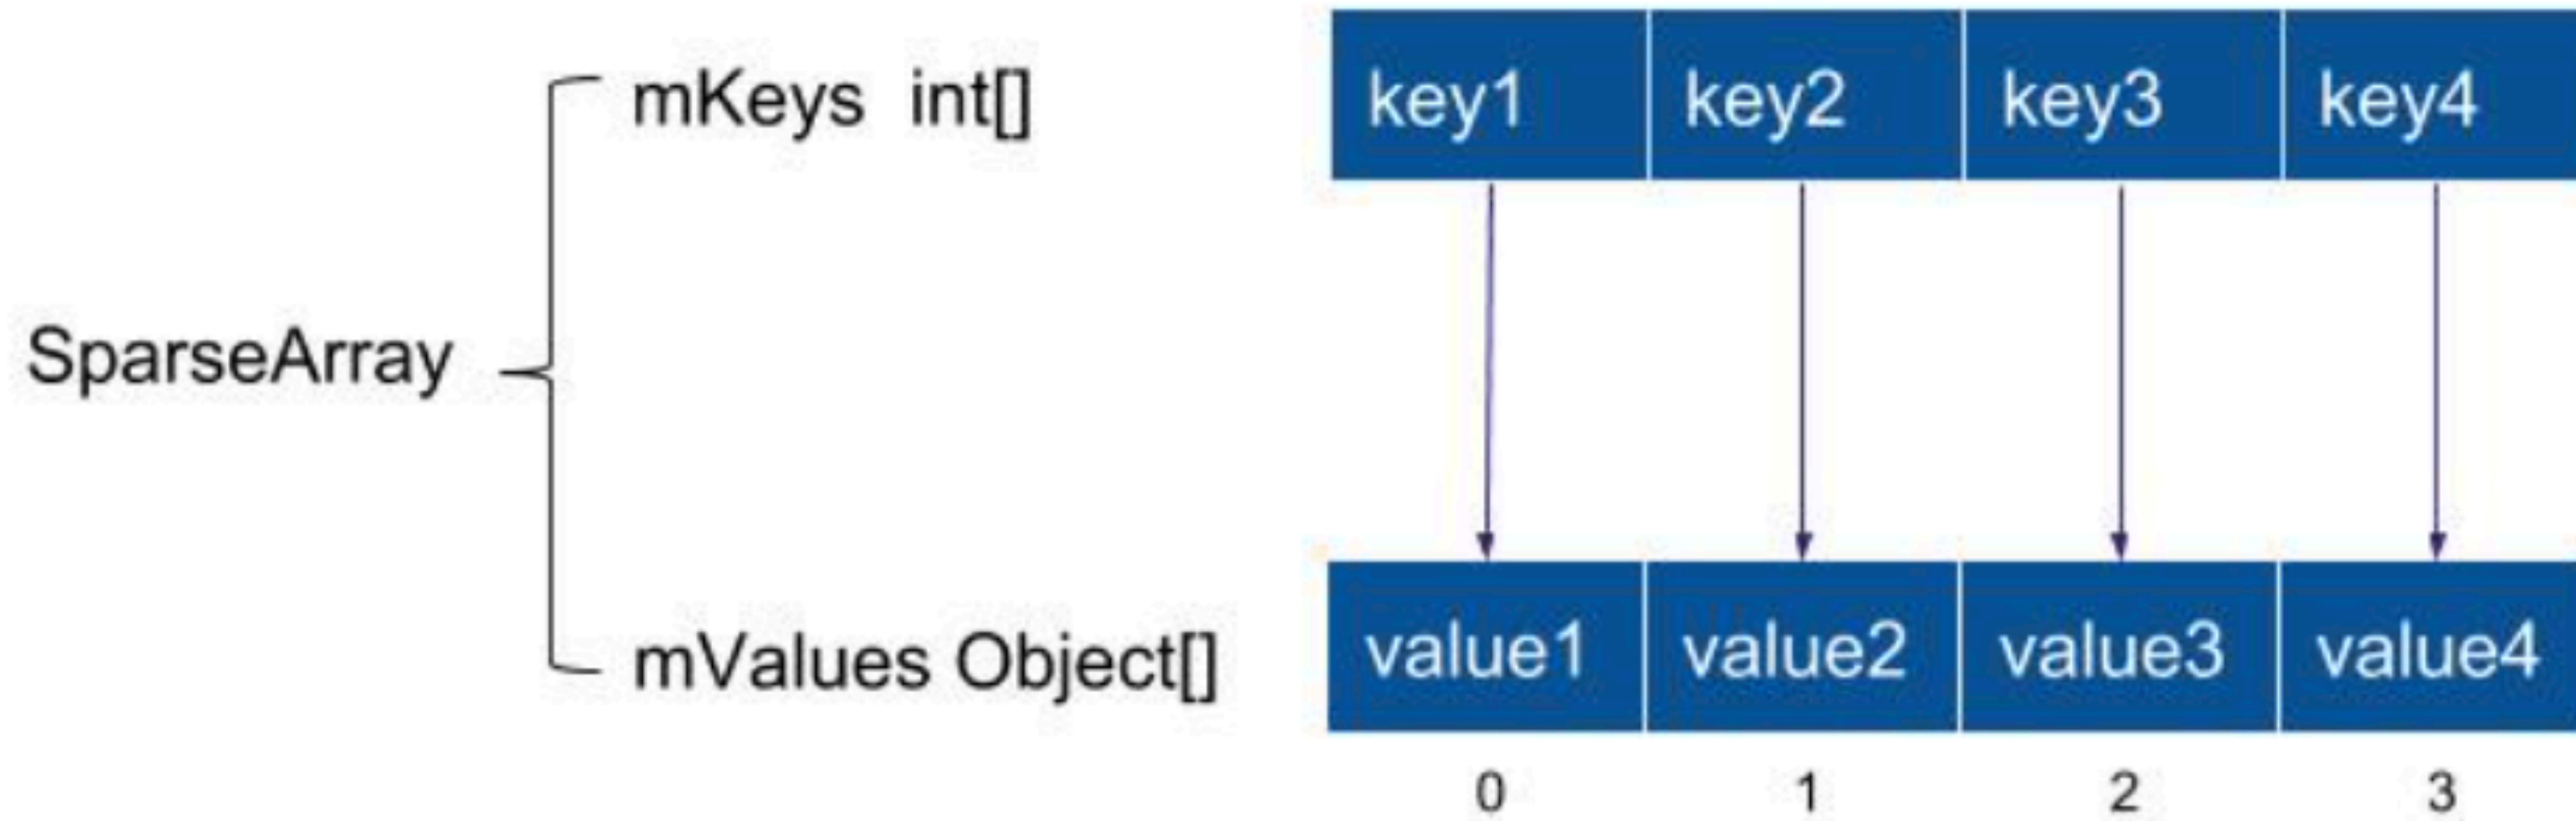 mKeys int[]
key1 key2 key3 key4
SparseArray
mValues Object[]
value1 value2 value3 value4
0 1 2 3